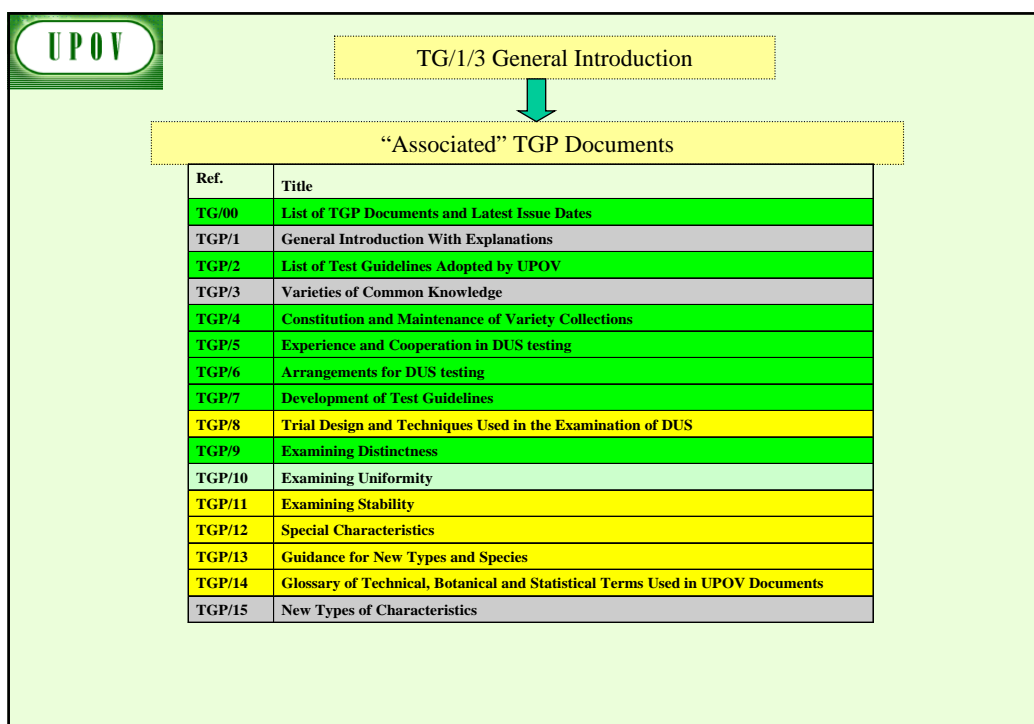 UPOV
TG/1/3 General Introduction
“Associated” TGP Documents
Ref. Title
TG/00 List of TGP Documents and Latest Issue Dates
TGP/1 General Introduction With Explanations
TGP/2 List of Test Guidelines Adopted by UPOV
TGP/3 Varieties of Common Knowledge
TGP/4 Constitution and Maintenance of Variety Collections
TGP/5 Experience and Cooperation in DUS testing
TGP/6 Arrangements for DUS testing
TGP/7 Development of Test Guidelines
TGP/8 Trial Design and Techniques Used in the Examination of DUS
TGP/9 Examining Distinctness
TGP/10 Examining Uniformity
TGP/11 Examining Stability
TGP/12 Special Characteristics
TGP/13 Guidance for New Types and Species
TGP/14 Glossary of Technical, Botanical and Statistical Terms Used in UPOV Documents
TGP/15 New Types of Characteristics